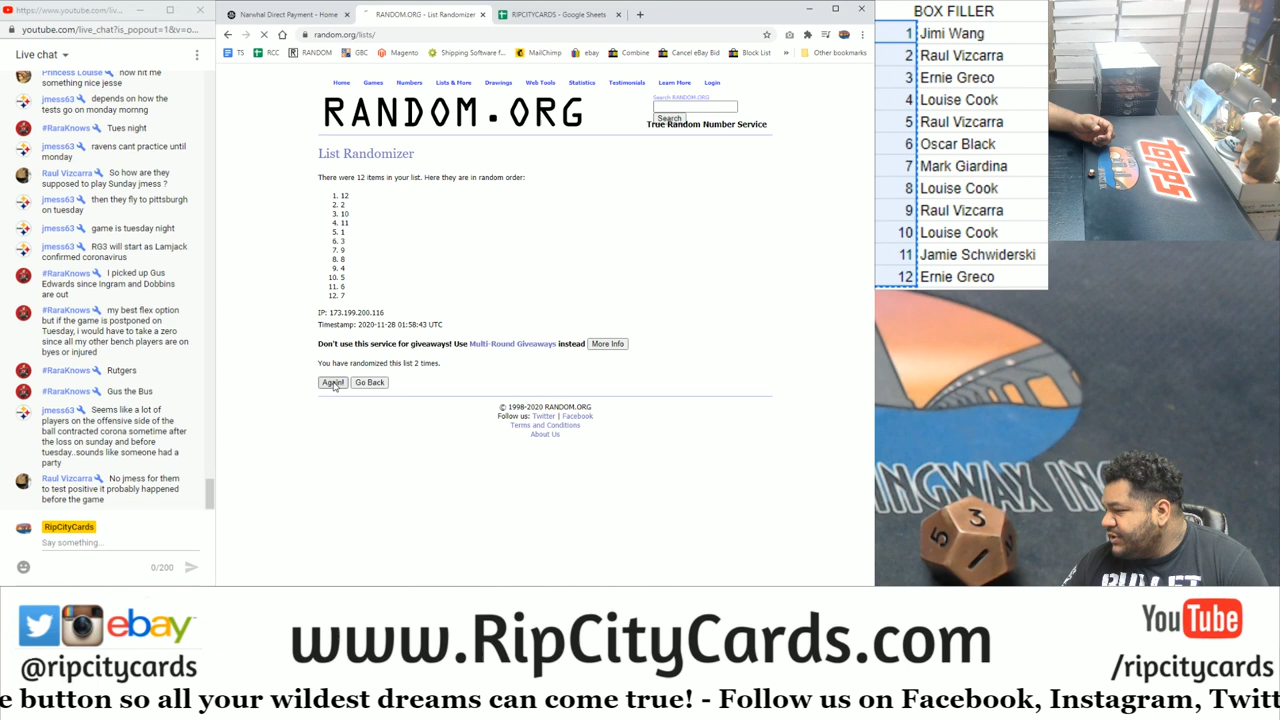 https://www.youtube.com/liv...
youtube.com/live_chat?is_popout=1&v=o...
Live chat
Princess Louise now hit me
something nice jesse
jmess63 depends on how the
tests go on monday morning
#RaraKnows Tues night
jmess63 ravens cant practice until
monday
Raul Vizcarra So how are they
supposed to play Sunday jmess ?
jmess63 then they fly to pittsburgh
on tuesday
jmess63 game is tuesday night
jmess63 RG3 will start as Lamjack
confirmed coronavirus
#RaraKnows I picked up Gus
Edwards since Ingram and Dobbins
are out
#RaraKnows my best flex option
but if the game is postponed on
Tuesday, i would have to take a zero
since all my other bench players are
on byes or injured
#RaraKnows Rutgers
#RaraKnows Gus the Bus
jmess63 Seems like a lot of
players on the offensive side of the
ball contracted corona sometime after
the loss on sunday and before
tuesday..sounds like someone had a
party
Raul Vizcarra No jmess for them
to test positive it probably happened
before the game
RipCityCards
Say something...
0/200
Narwhal Direct Payment - Home
RANDOM.ORG - List Randomizer
RIPCITYCARDS - Google Sheets
random.org/lists/
TS RCC RANDOM GBC Magento Shipping Software f... MailChimp ebay Combine Cancel eBay Bid Block List Other bookmarks
Home Games Numbers Lists & More Drawings Web Tools Statistics Testimonials Learn More Login
RANDOM.ORG
Search RANDOM.ORG
Search
True Random Number Service
List Randomizer
There were 12 items in your list. Here they are in random order:
1. 12
2. 2
3. 10
4. 11
5. 1
6. 3
7. 9
8. 8
9. 4
10. 5
11. 6
12. 7
IP: 173.199.200.116
Timestamp: 2020-11-28 01:58:43 UTC
Don't use this service for giveaways! Use Multi-Round Giveaways instead More Info
You have randomized this list 2 times.
Again! Go Back
© 1998-2020 RANDOM.ORG
Follow us: Twitter | Facebook
Terms and Conditions
About Us
BOX FILLER
1 Jimi Wang
2 Raul Vizcarra
3 Ernie Greco
4 Louise Cook
5 Raul Vizcarra
6 Oscar Black
7 Mark Giardina
8 Louise Cook
9 Raul Vizcarra
10 Louise Cook
11 Jamie Schwiderski
12 Ernie Greco
topps
INGWAX IN
5 3
BULLET
ebay
@ripcitycards
www.RipCityCards.com
YouTube
/ripcitycards
e button so all your wildest dreams can come true! - Follow us on Facebook, Instagram, Twitt